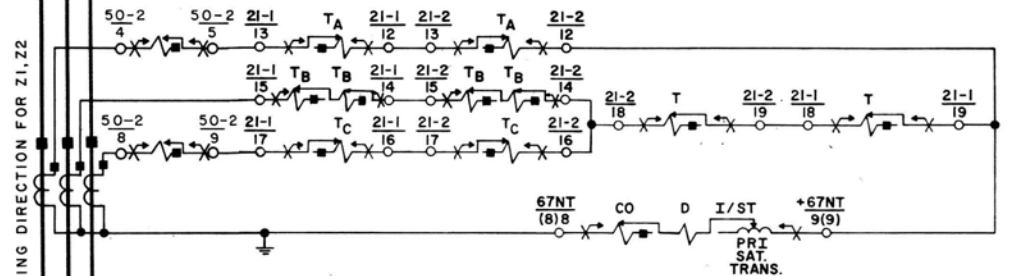 ING DIRECTION FOR Z1, Z2
50-2 50-2 21-1 TA 21-1 21-2 TA 21-2
4 5 13 12 13 12
21-1 TB TB 21-1 21-2 TB TB 21-2
15 14 15 14
21-2 T 21-2 21-1 T 21-1
18 19 18 19
50-2 50-2 21-1 TC 21-1 21-2 TC 21-2
8 9 17 16 17 16
67NT CO D I/ST +67NT
(8)8 9(9)
PRI
SAT.
TRANS.